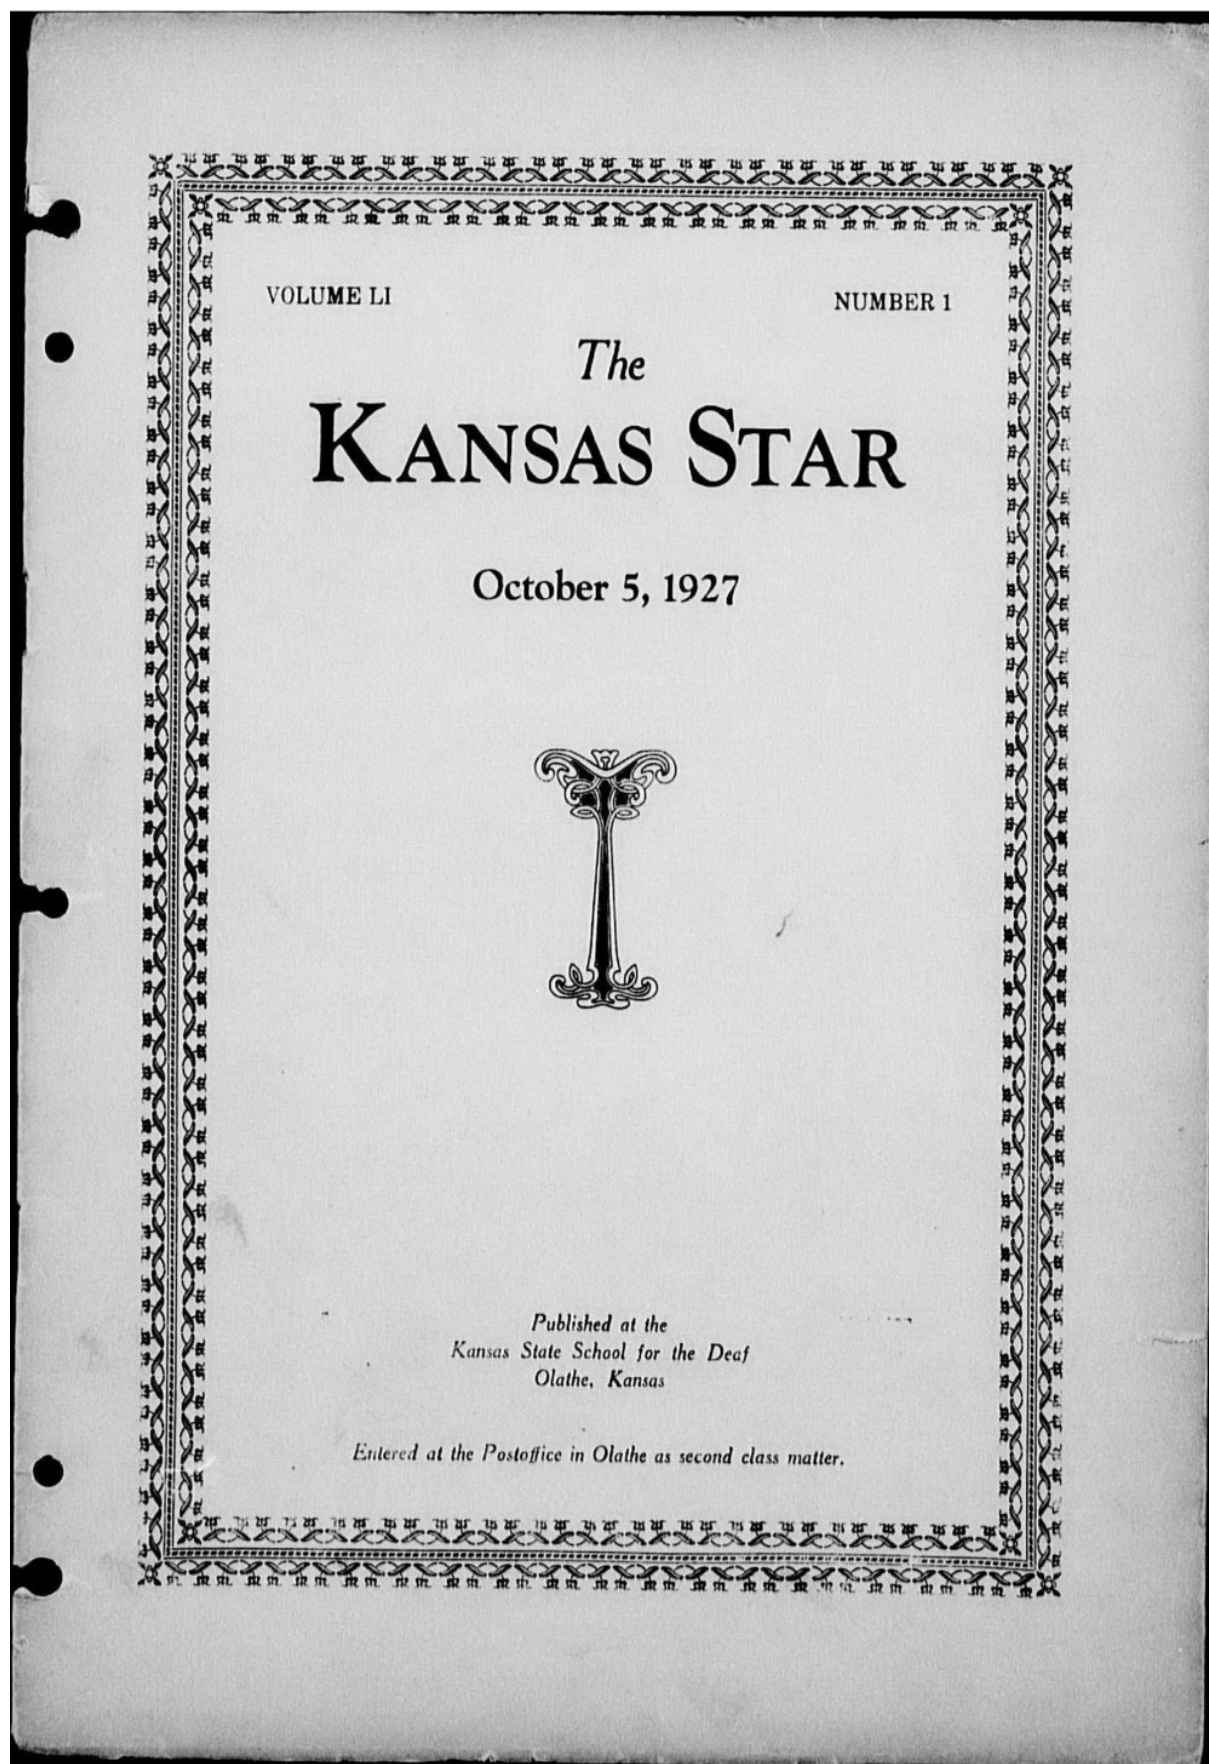 VOLUME LI
NUMBER 1
The
KANSAS STAR
October 5, 1927
Published at the
Kansas State School for the Deaf
Olathe, Kansas
Entered at the Postoffice in Olathe as second class matter.